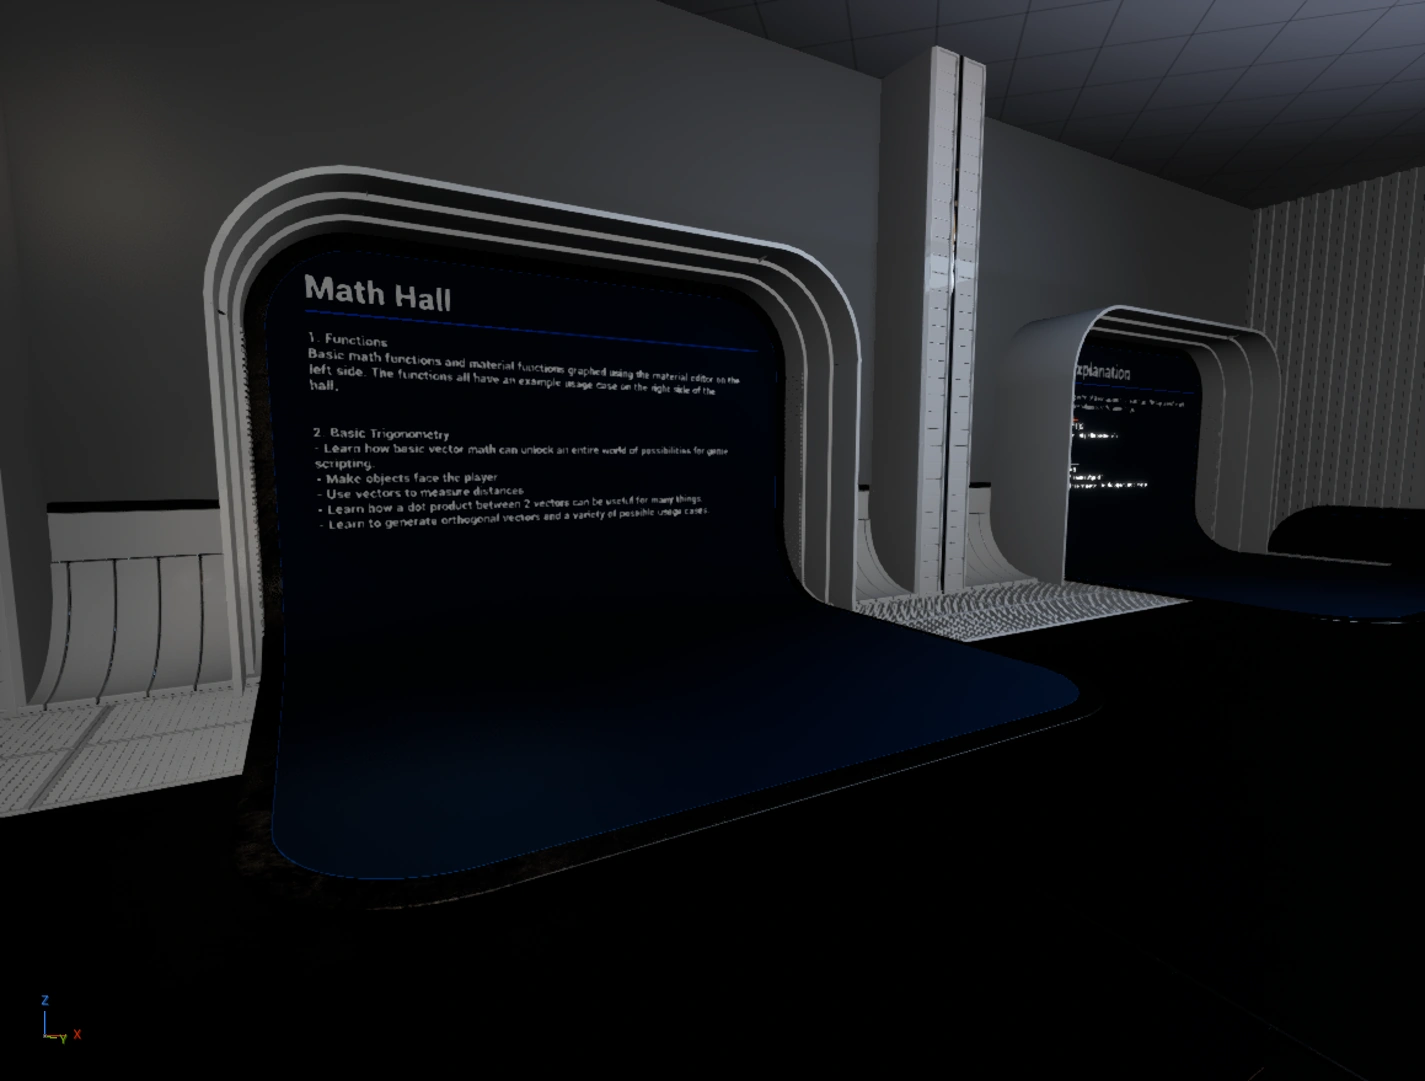 Math Hall
1. Functions
Basic math functions and material functions graphed using the material editor on the
left side. The functions all have an example usage case on the right side of the
hall.
2. Basic Trigonometry
- Learn how basic vector math can unlock an entire world of possibilities for game
scripting.
- Make objects face the player
- Use vectors to measure distances
- Learn how a dot product between 2 vectors can be useful for many things.
- Learn to generate orthogonal vectors and a variety of possible usage cases.
xplanation
Z
Y X